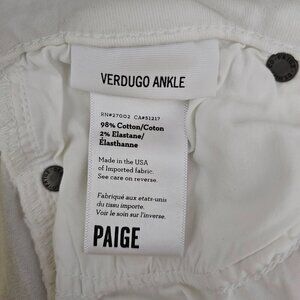 VERDUGO ANKLE
RN#27002 CA#51217
98% Cotton/Coton
2% Elastane/
Élasthanne
Made in the USA
of Imported fabric.
See care on reverse.
Fabriqué aux etats-unis
du tissu importe.
Voir le soin sur l'inverse.
PAIGE